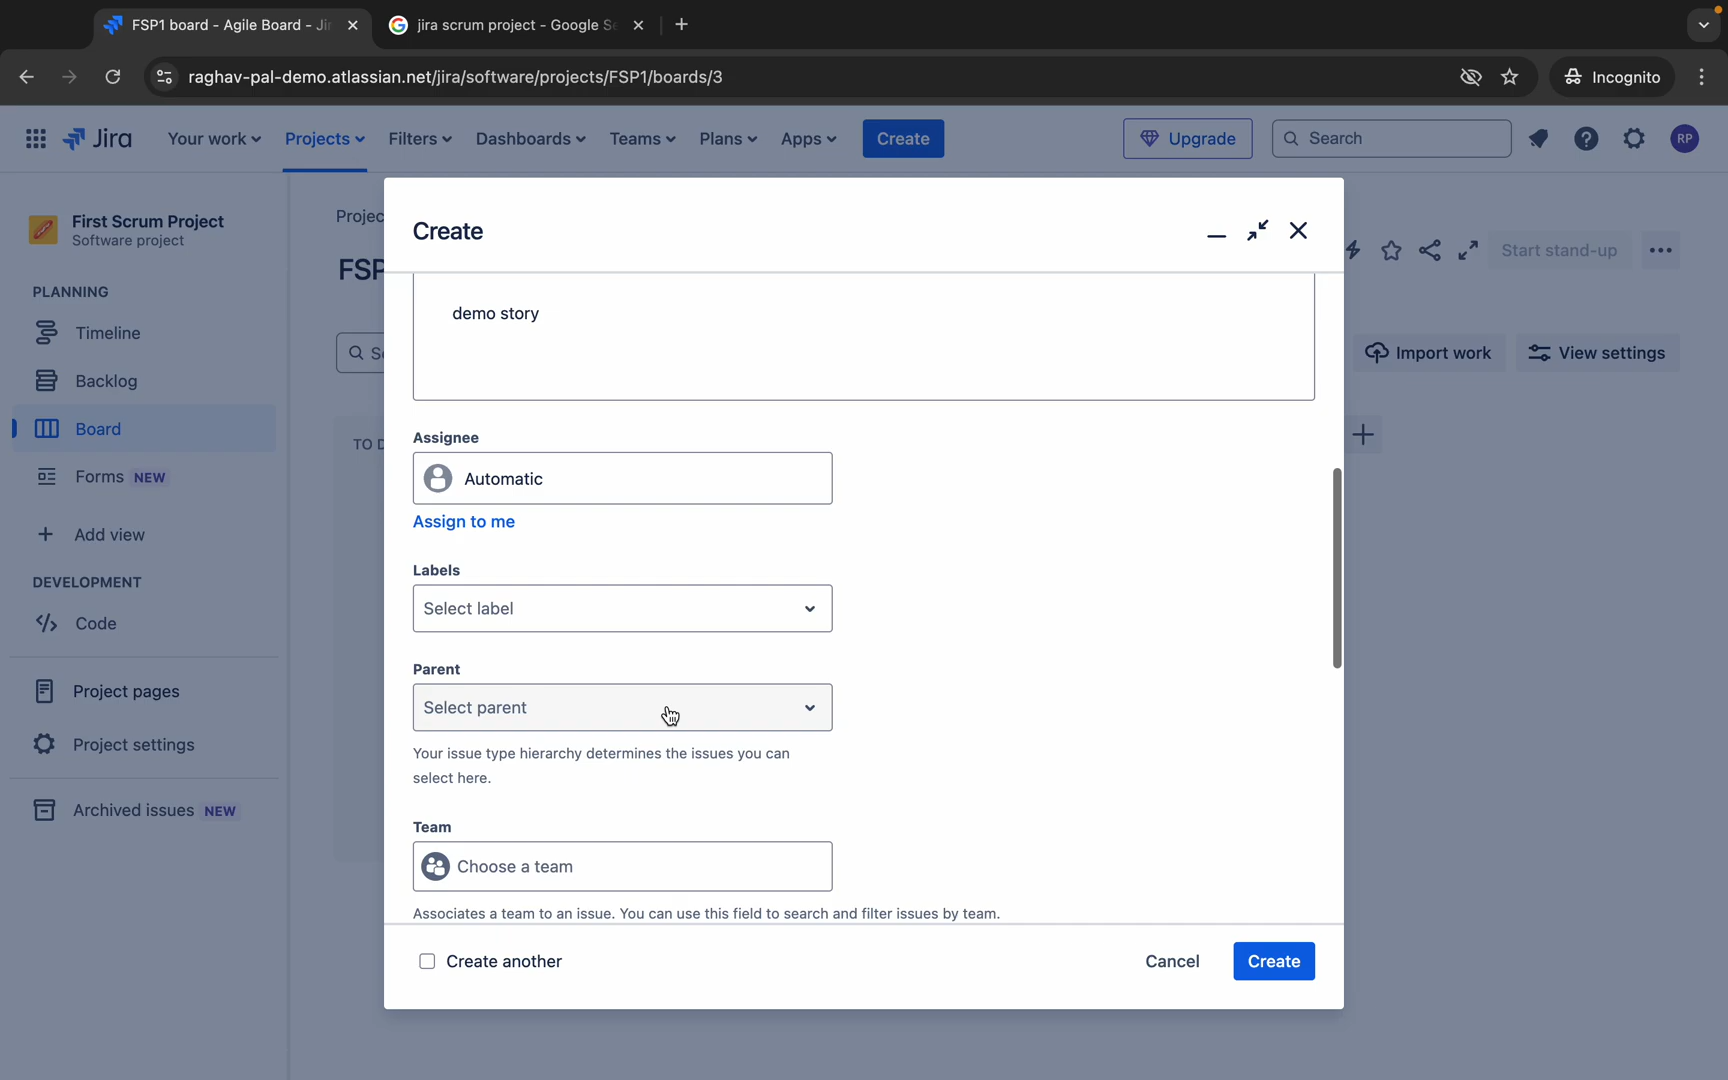 FSP1 board - Agile Board - Jir
jira scrum project - Google Se
raghav-pal-demo.atlassian.net/jira/software/projects/FSP1/boards/3
Incognito
Jira
Your work
Projects
Filters
Dashboards
Teams
Plans
Apps
Create
Upgrade
Search
RP
First Scrum Project
Software project
PLANNING
Timeline
Backlog
Board
Forms NEW
Add view
DEVELOPMENT
Code
Project pages
Project settings
Archived issues NEW
Projec
FSP
Se
TO D
Start stand-up
Import work
View settings
Create
demo story
Assignee
Automatic
Assign to me
Labels
Select label
Parent
Select parent
Your issue type hierarchy determines the issues you can
select here.
Team
Choose a team
Associates a team to an issue. You can use this field to search and filter issues by team.
Create another
Cancel
Create